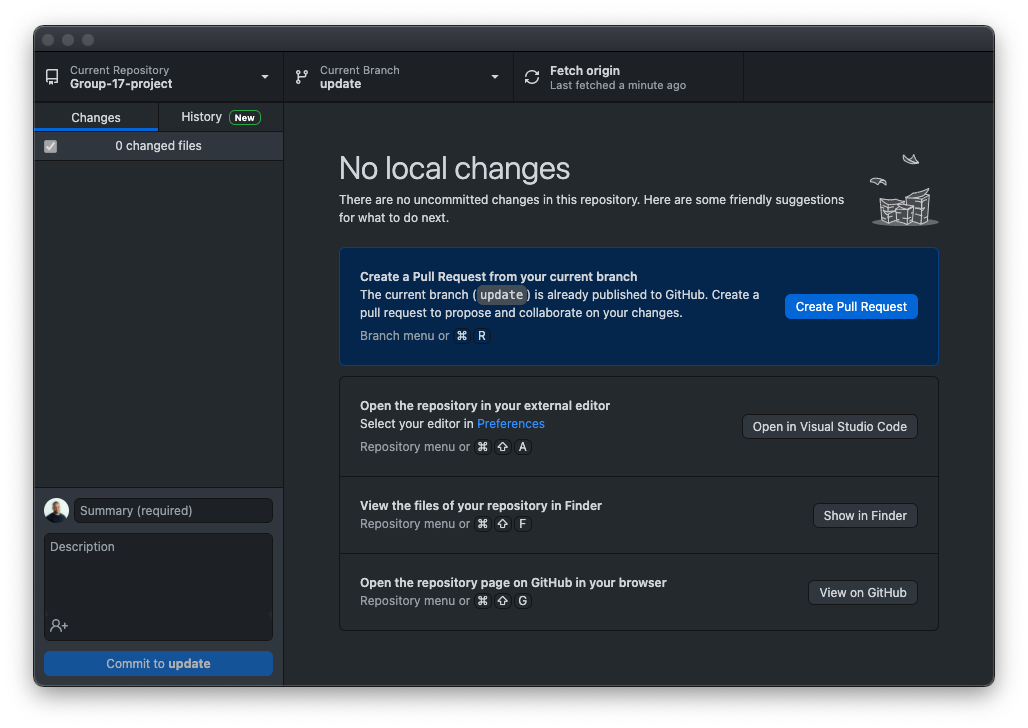 Current Repository
Group-17-project
Current Branch
update
Fetch origin
Last fetched a minute ago
Changes
History New
0 changed files
No local changes
There are no uncommitted changes in this repository. Here are some friendly suggestions
for what to do next.
Create a Pull Request from your current branch
The current branch (update) is already published to GitHub. Create a
pull request to propose and collaborate on your changes.
Branch menu or ⌘ R
Create Pull Request
Open the repository in your external editor
Select your editor in Preferences
Repository menu or ⌘ ⇧ A
Open in Visual Studio Code
View the files of your repository in Finder
Repository menu or ⌘ ⇧ F
Show in Finder
Open the repository page on GitHub in your browser
Repository menu or ⌘ ⇧ G
View on GitHub
Summary (required)
Description
Commit to update